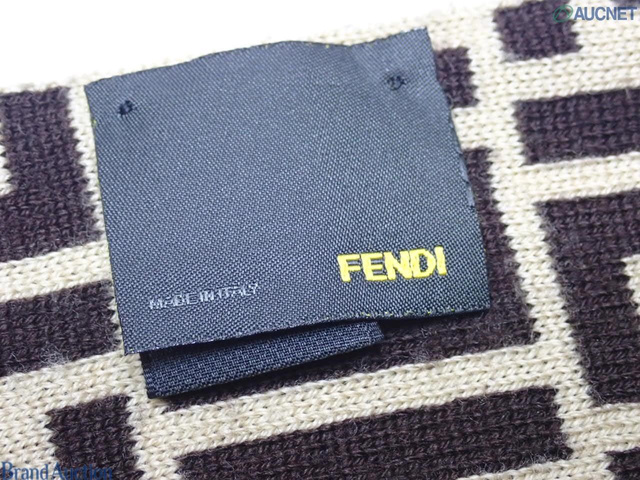 AUCNET
FENDI
MADE IN ITALY
Brand Auction